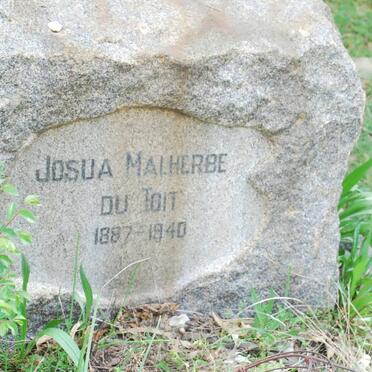 JOSUA MALHERBE
DU TOIT
1887-1940